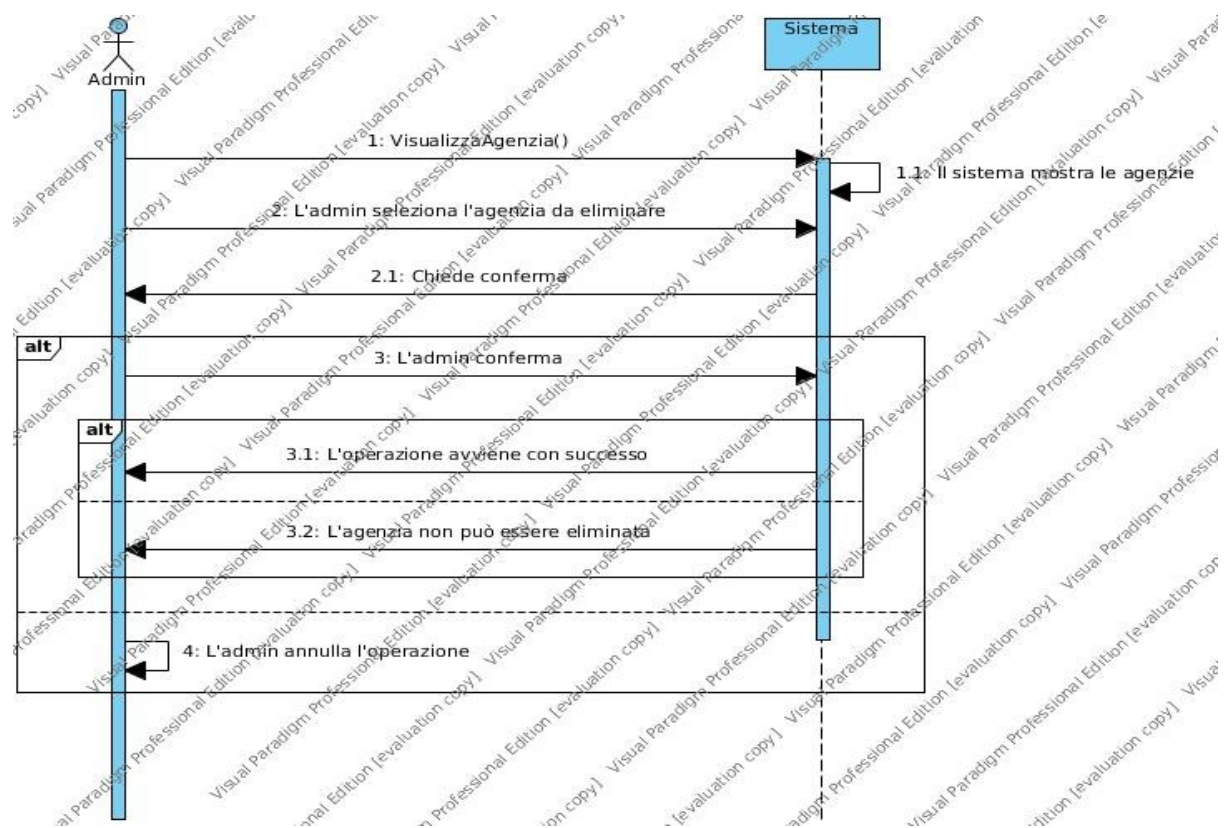 Admin
Sistema
1: VisualizzaAgenzia()
1.1: Il sistema mostra le agenzie
2: L'admin seleziona l'agenzia da eliminare
2.1: Chiede conferma
alt
3: L'admin conferma
alt
3.1: L'operazione avviene con successo
3.2: L'agenzia non può essere eliminata
4: L'admin annulla l'operazione
Visual Paradigm Professional Edition [evaluation copy]